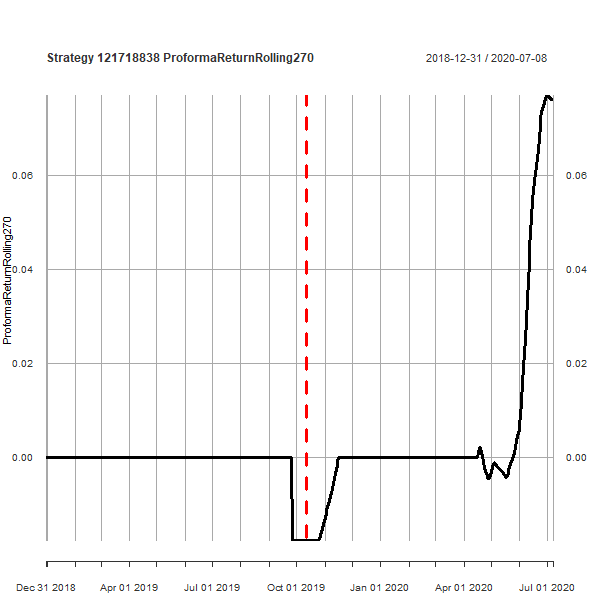 Strategy 121718838 ProformaReturnRolling270
2018-12-31 / 2020-07-08
ProformaReturnRolling270
0.06
0.06
0.04
0.04
0.02
0.02
0.00
0.00
Dec 31 2018
Apr 01 2019
Jul 01 2019
Oct 01 2019
Jan 01 2020
Apr 01 2020
Jul 01 2020